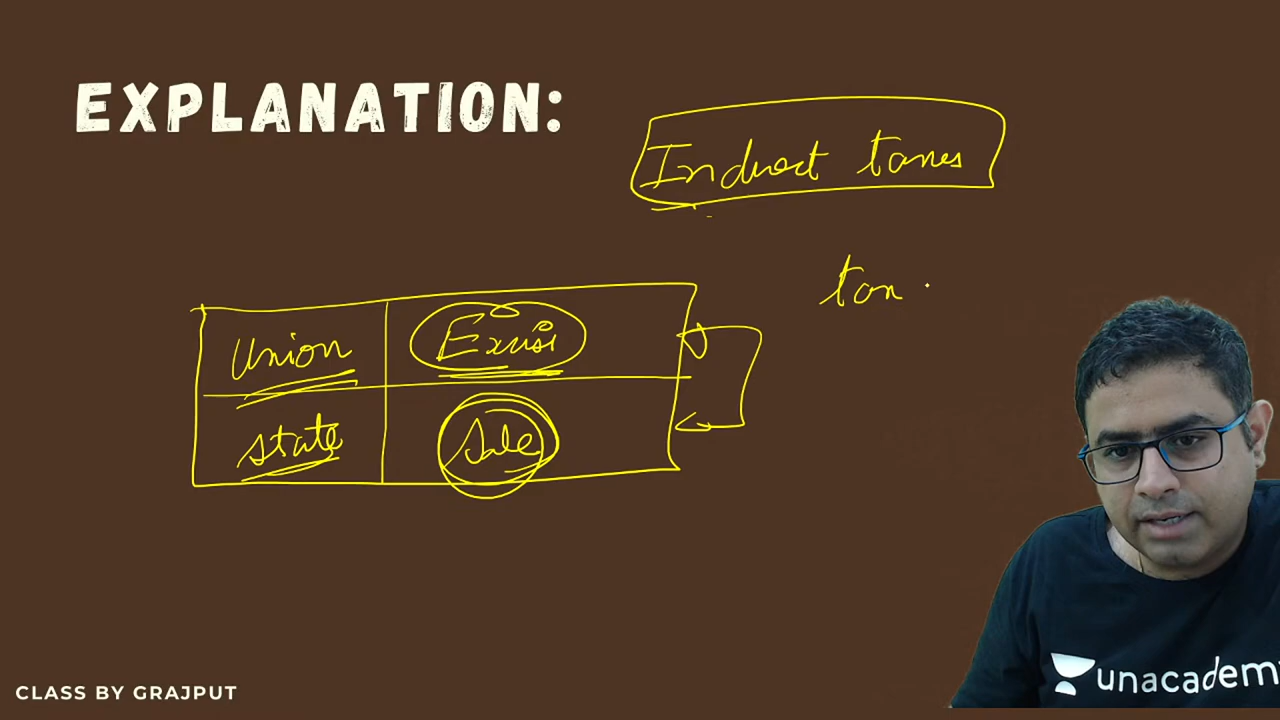 EXPLANATION:
Indirect taxes
tax
Union Excise
state Sale
unacadem
CLASS BY GRAJPUT